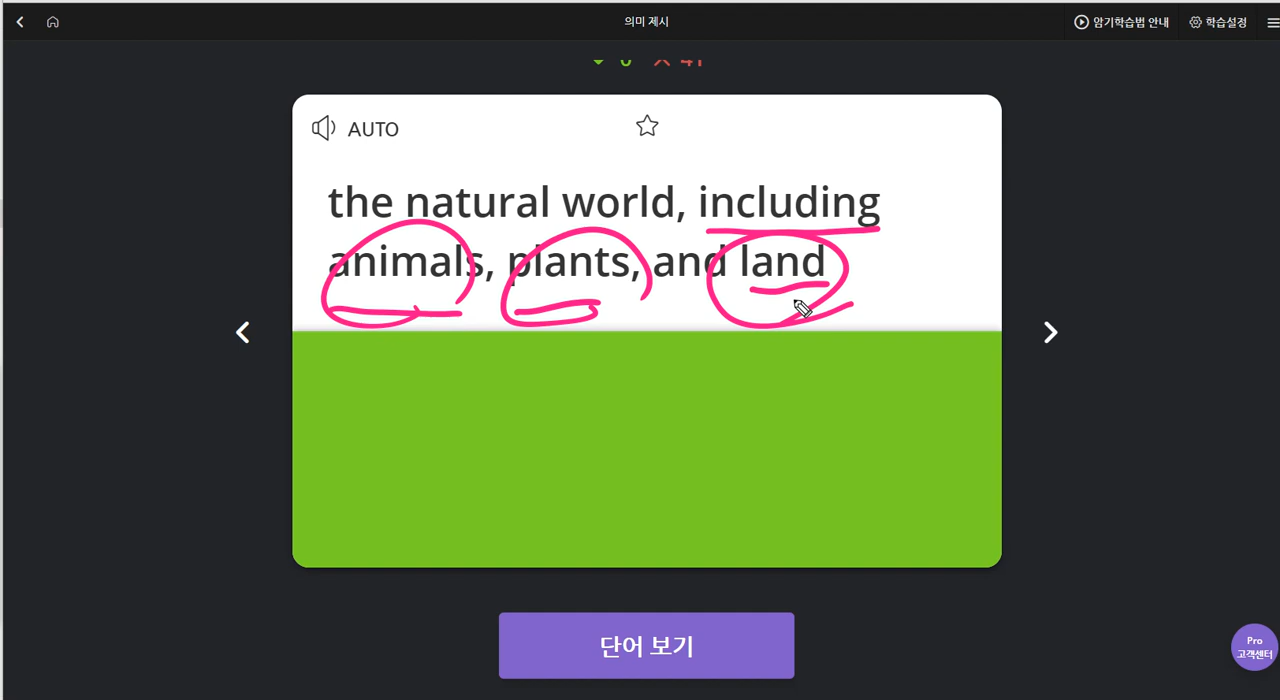 의미 제시
암기학습법 안내
학습설정
AUTO
the natural world, including
animals, plants, and land
단어 보기
Pro
고객센터